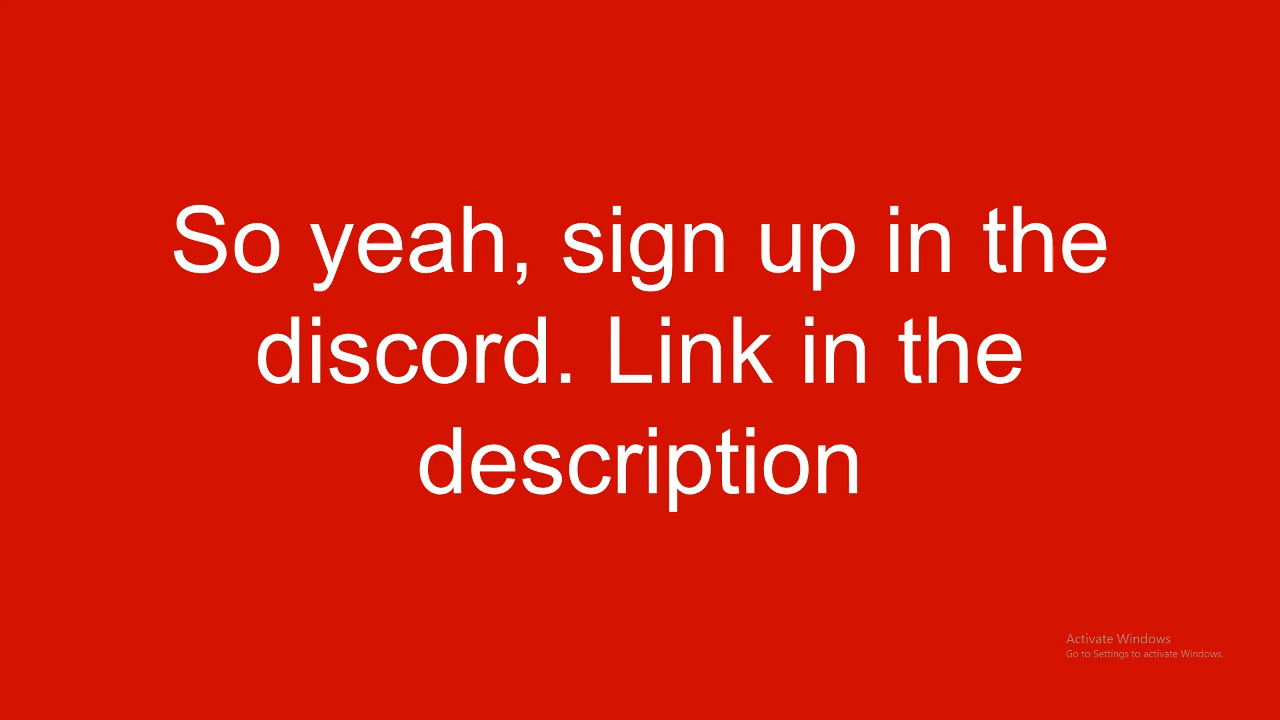 So yeah, sign up in the
discord. Link in the
description
Activate Windows
Go to Settings to activate Windows.